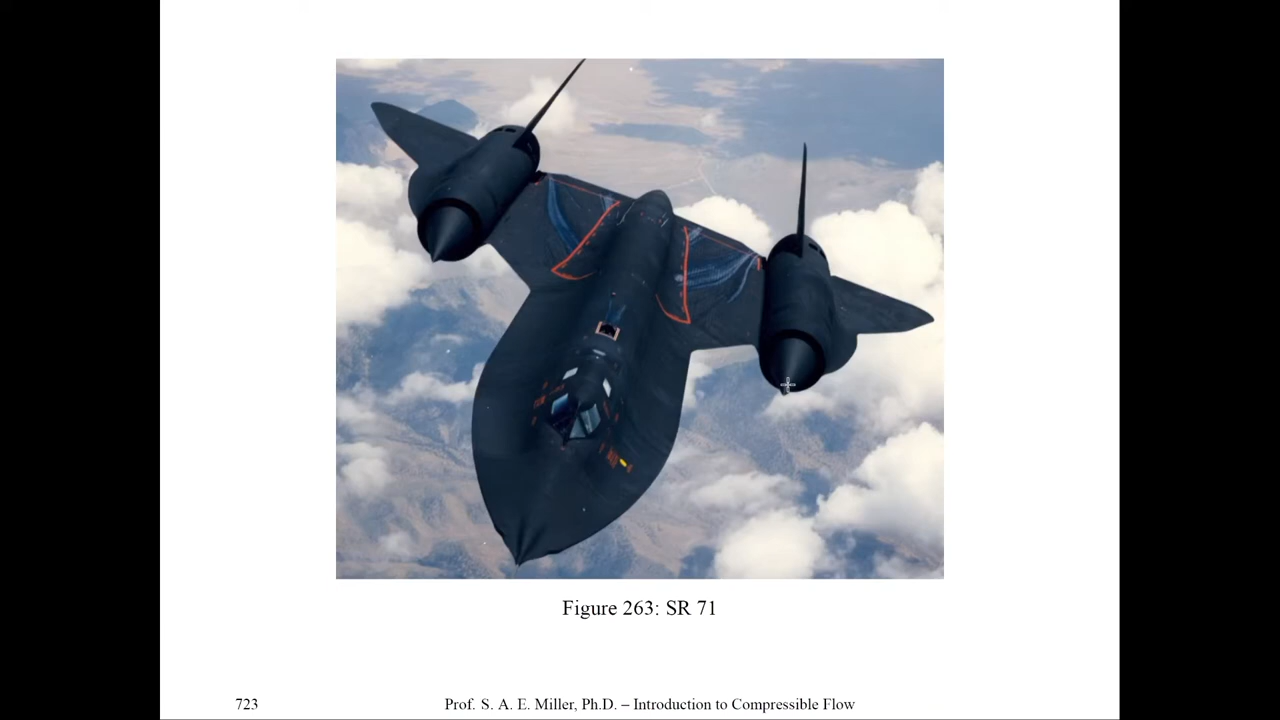 Figure 263: SR 71
723
Prof. S. A. E. Miller, Ph.D. – Introduction to Compressible Flow